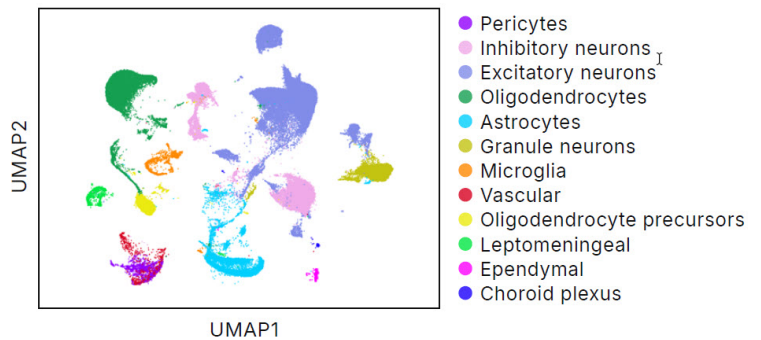 UMAP2
UMAP1
Pericytes
Inhibitory neurons
Excitatory neurons
Oligodendrocytes
Astrocytes
Granule neurons
Microglia
Vascular
Oligodendrocyte precursors
Leptomeningeal
Ependymal
Choroid plexus